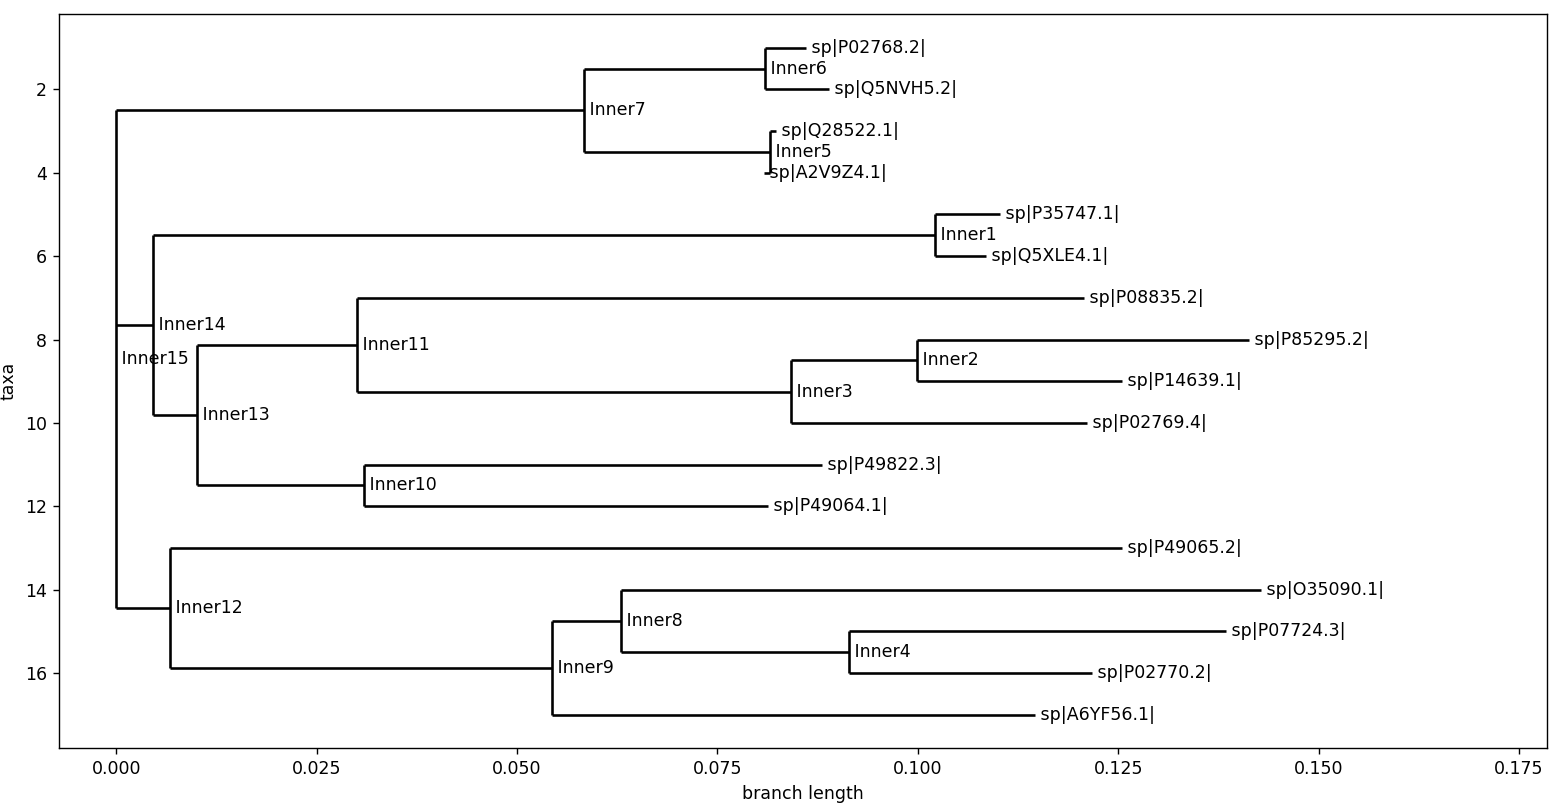 sp|P02768.2|
Inner6
2
sp|Q5NVH5.2|
Inner7
sp|Q28522.1|
Inner5
4
sp|A2V9Z4.1|
sp|P35747.1|
Inner1
6
sp|Q5XLE4.1|
sp|P08835.2|
Inner14
8
sp|P85295.2|
Inner11
Inner15
Inner2
taxa
sp|P14639.1|
Inner3
Inner13
10
sp|P02769.4|
sp|P49822.3|
Inner10
12
sp|P49064.1|
sp|P49065.2|
14
sp|O35090.1|
Inner12
Inner8
sp|P07724.3|
Inner4
Inner9
16
sp|P02770.2|
sp|A6YF56.1|
0.000 0.025 0.050 0.075 0.100 0.125 0.150 0.175
branch length